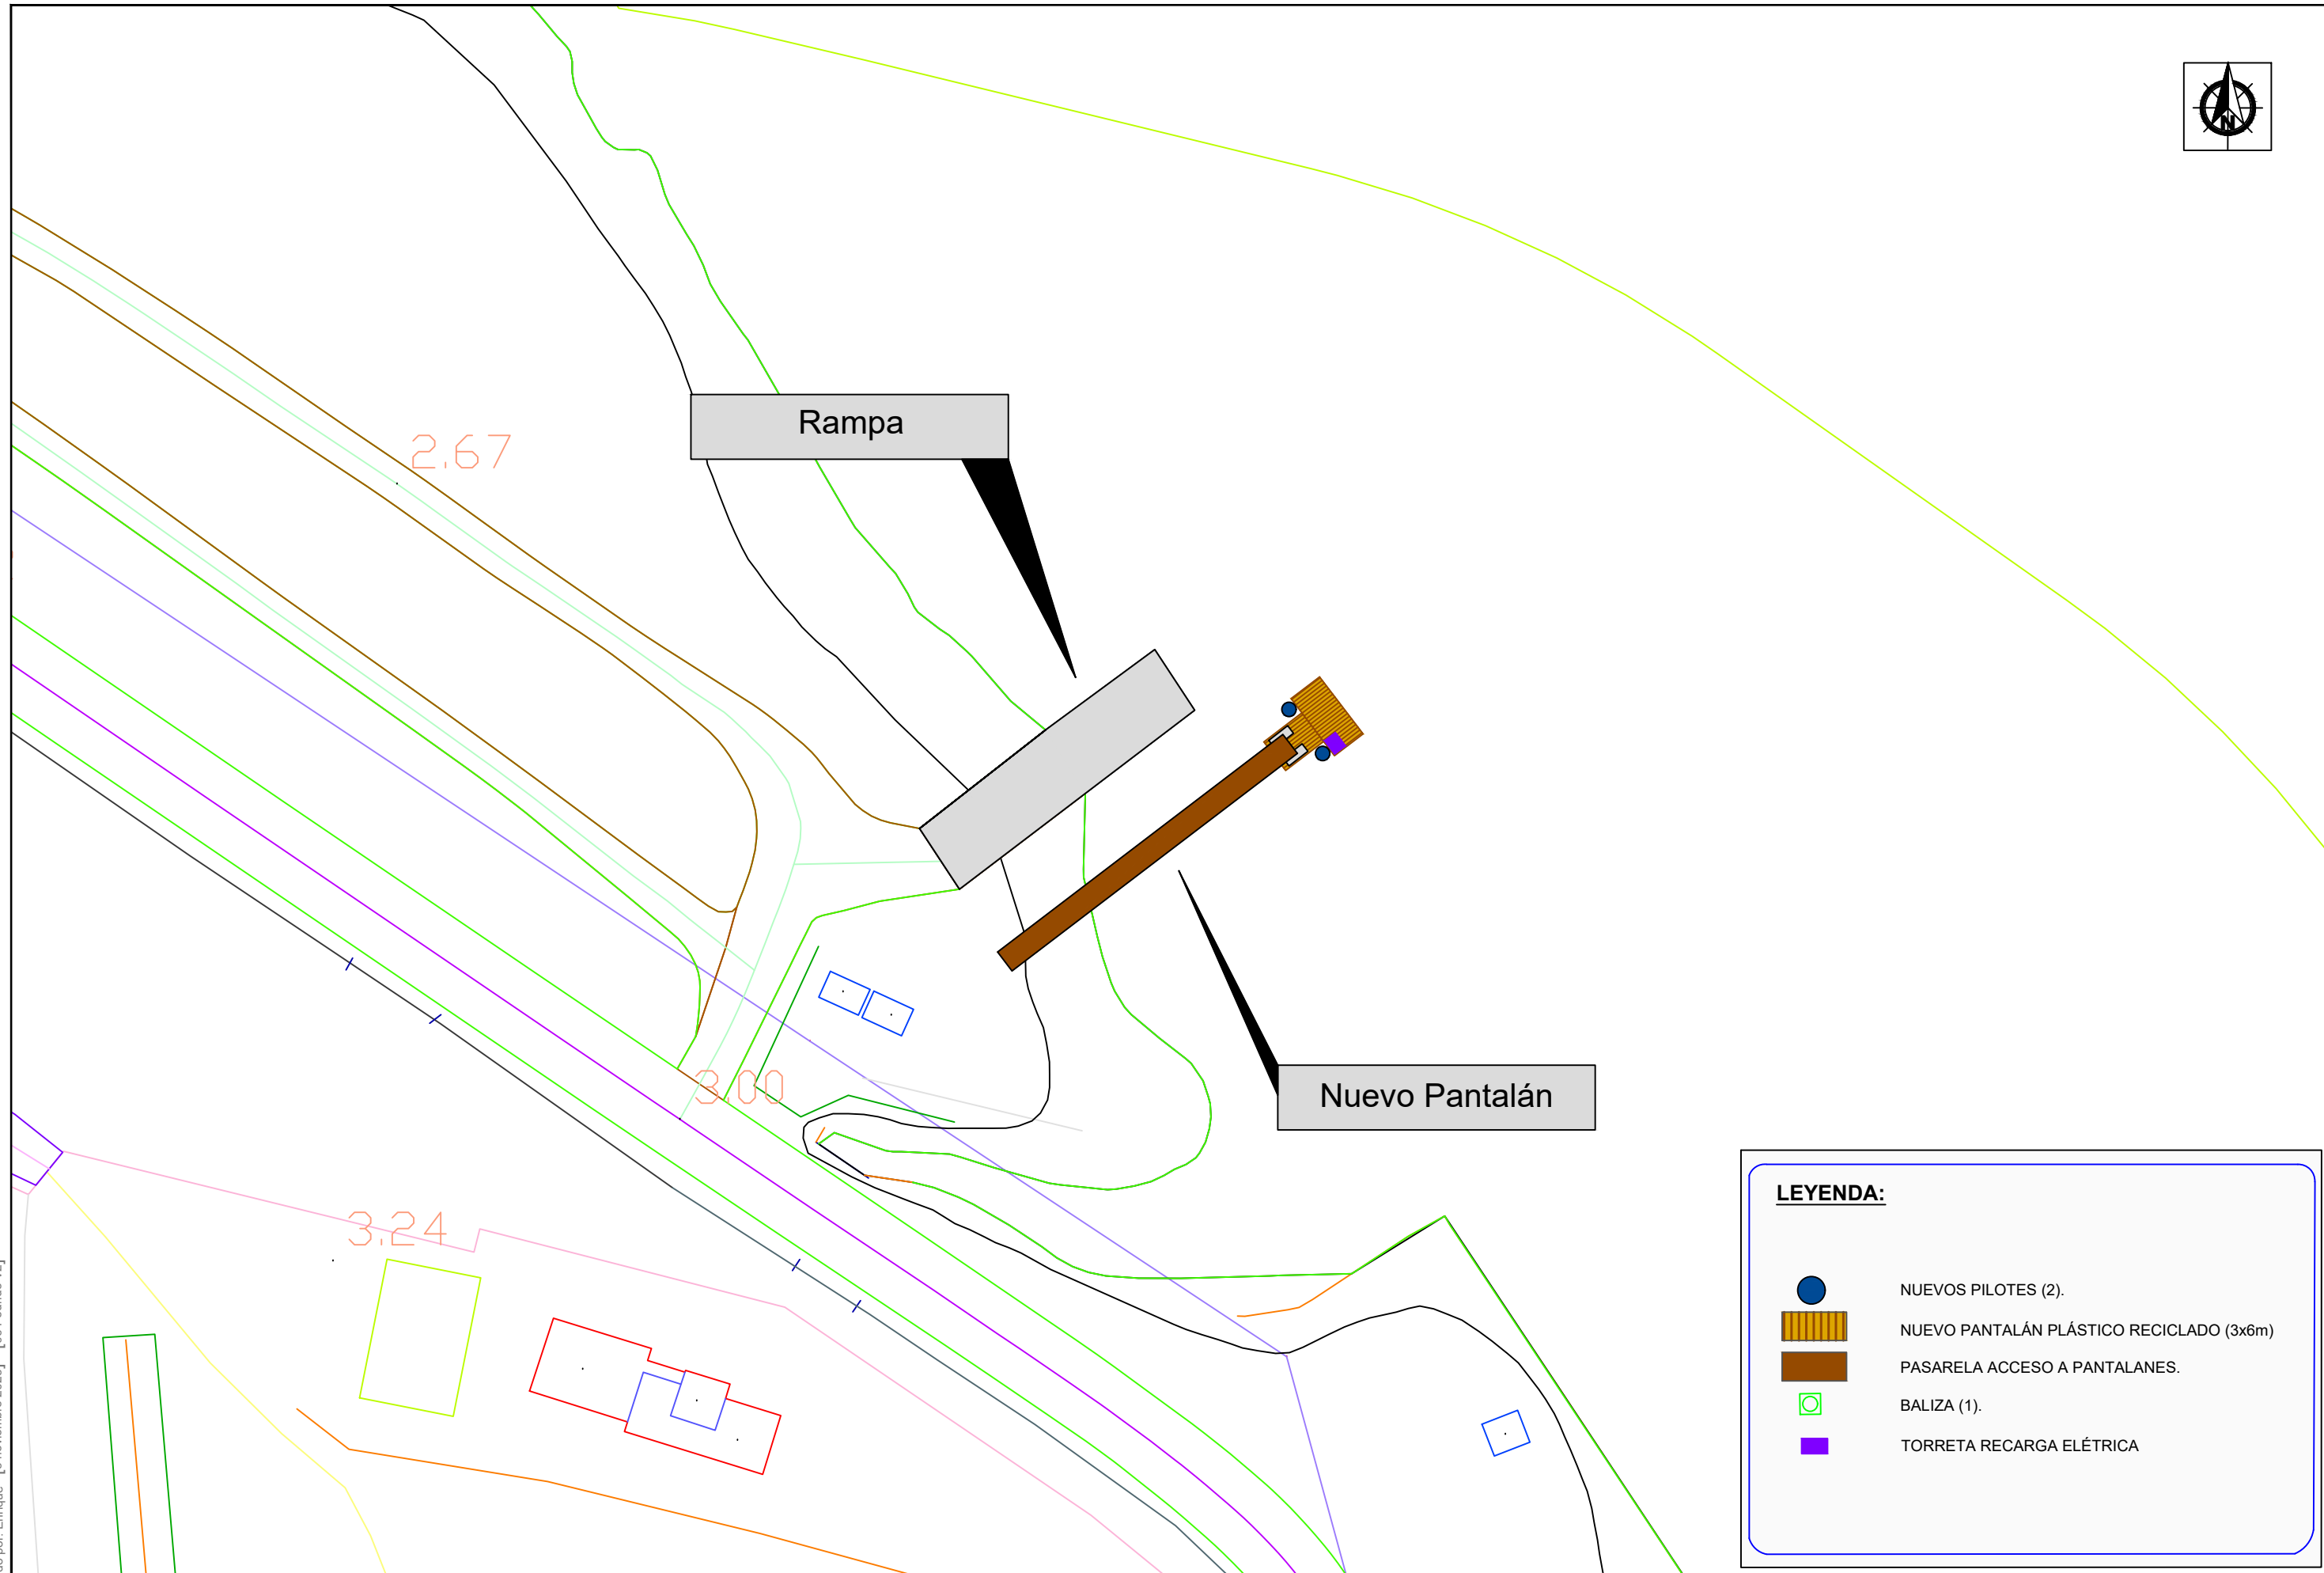 N
Rampa
2.67
3.00
Nuevo Pantalán
3.24
LEYENDA:
NUEVOS PILOTES (2).
NUEVO PANTALÁN PLÁSTICO RECICLADO (3x6m)
PASARELA ACCESO A PANTALANES.
BALIZA (1).
TORRETA RECARGA ELÉTRICA